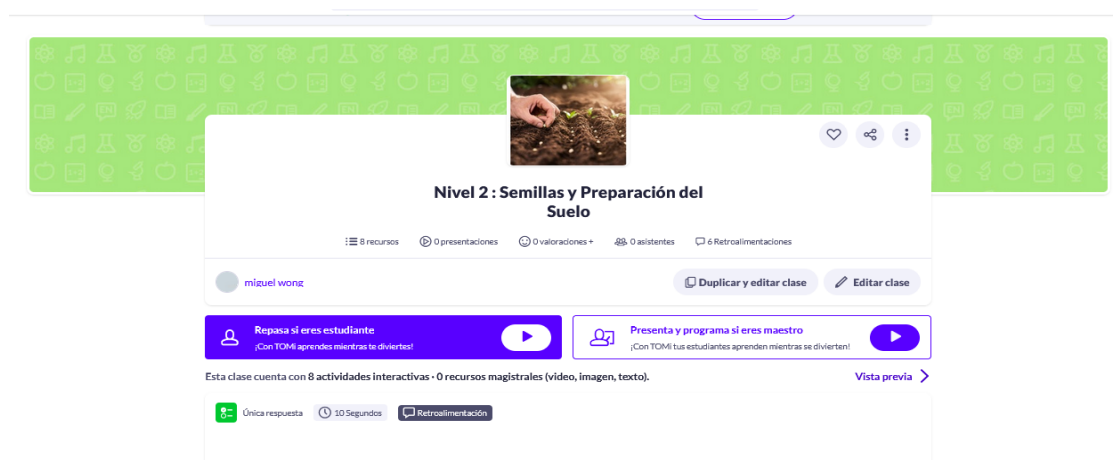 Nivel 2 : Semillas y Preparación del
Suelo
8 recursos 0 presentaciones 0 valoraciones + 0 asistentes 6 Retroalimentaciones
miguel wong Duplicar y editar clase Editar clase
Repasa si eres estudiante
¡Con TOMi aprendes mientras te diviertes!
Presenta y programa si eres maestro
¡Con TOMi tus estudiantes aprenden mientras se divierten!
Esta clase cuenta con 8 actividades interactivas · 0 recursos magistrales (video, imagen, texto). Vista previa
Única respuesta 10 Segundos Retroalimentación